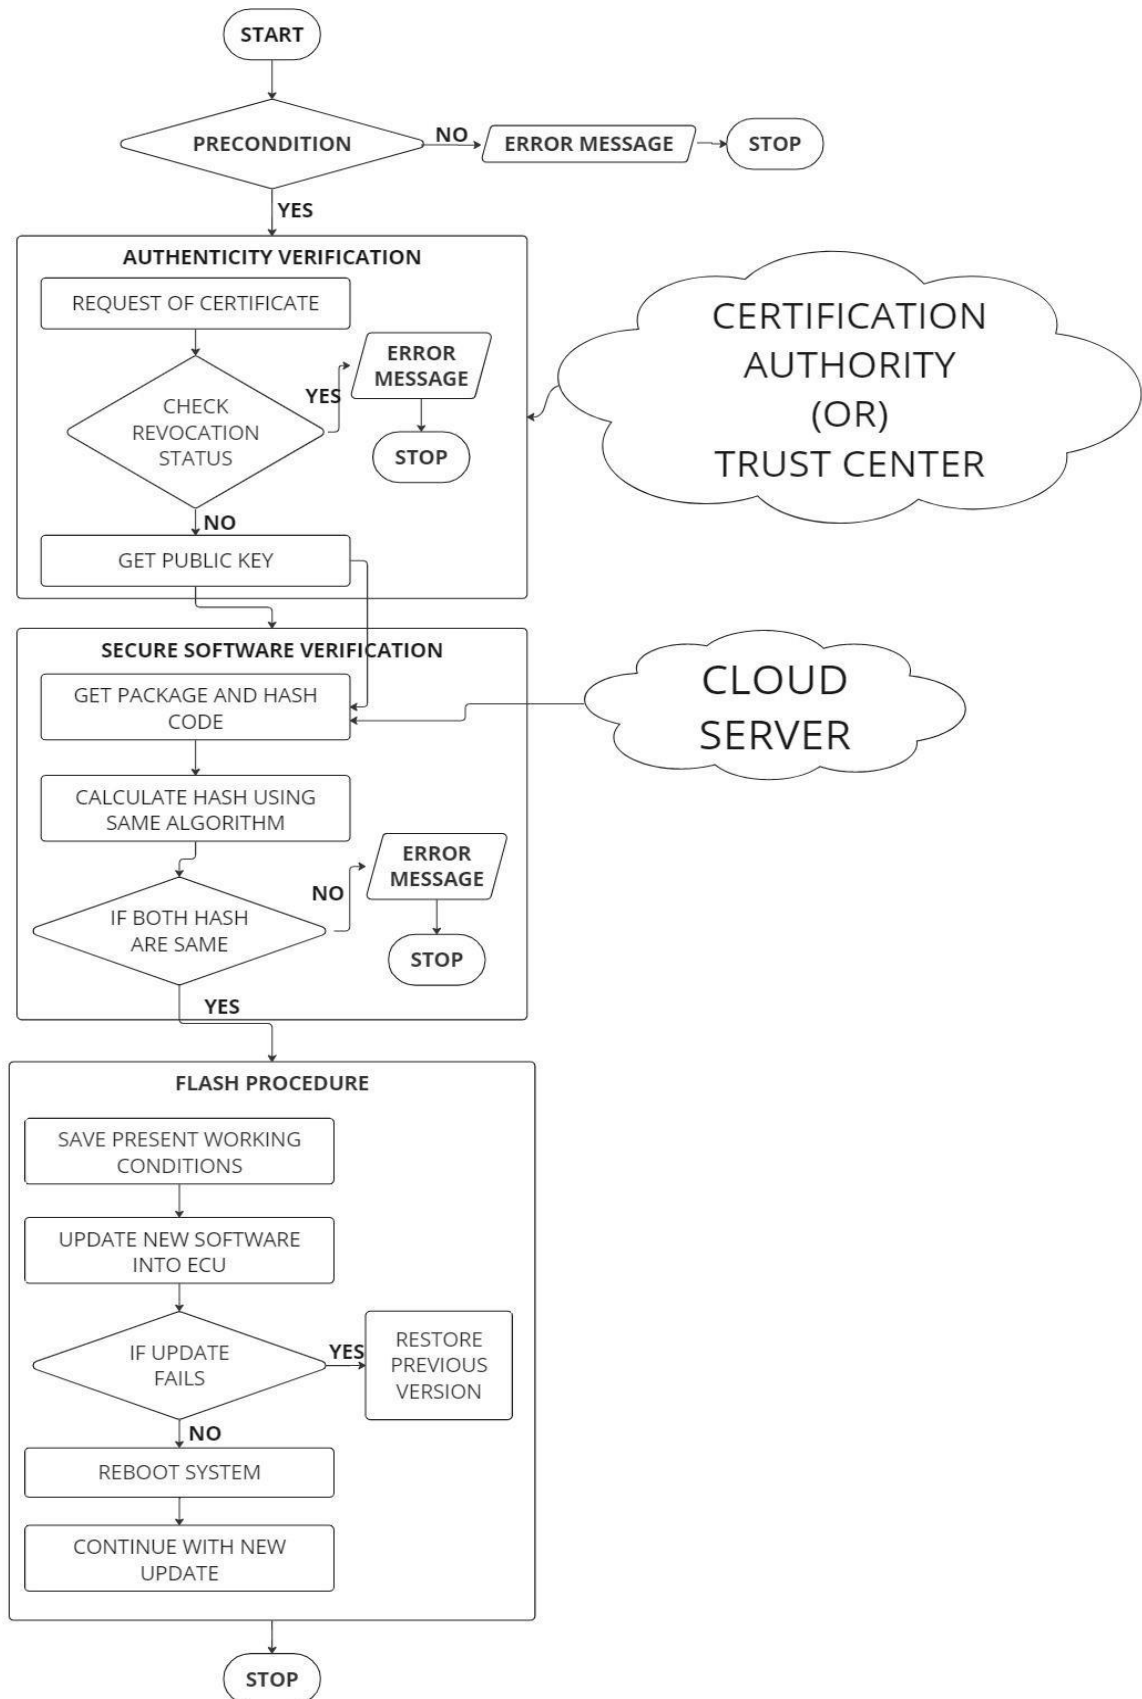 START
PRECONDITION
NO
ERROR MESSAGE
STOP
YES
AUTHENTICITY VERIFICATION
REQUEST OF CERTIFICATE
ERROR
MESSAGE
YES
CHECK
REVOCATION
STATUS
STOP
NO
GET PUBLIC KEY
CERTIFICATION
AUTHORITY
(OR)
TRUST CENTER
SECURE SOFTWARE VERIFICATION
GET PACKAGE AND HASH
CODE
CLOUD
SERVER
CALCULATE HASH USING
SAME ALGORITHM
ERROR
MESSAGE
NO
IF BOTH HASH
ARE SAME
STOP
YES
FLASH PROCEDURE
SAVE PRESENT WORKING
CONDITIONS
UPDATE NEW SOFTWARE
INTO ECU
IF UPDATE
FAILS
YES
RESTORE
PREVIOUS
VERSION
NO
REBOOT SYSTEM
CONTINUE WITH NEW
UPDATE
STOP